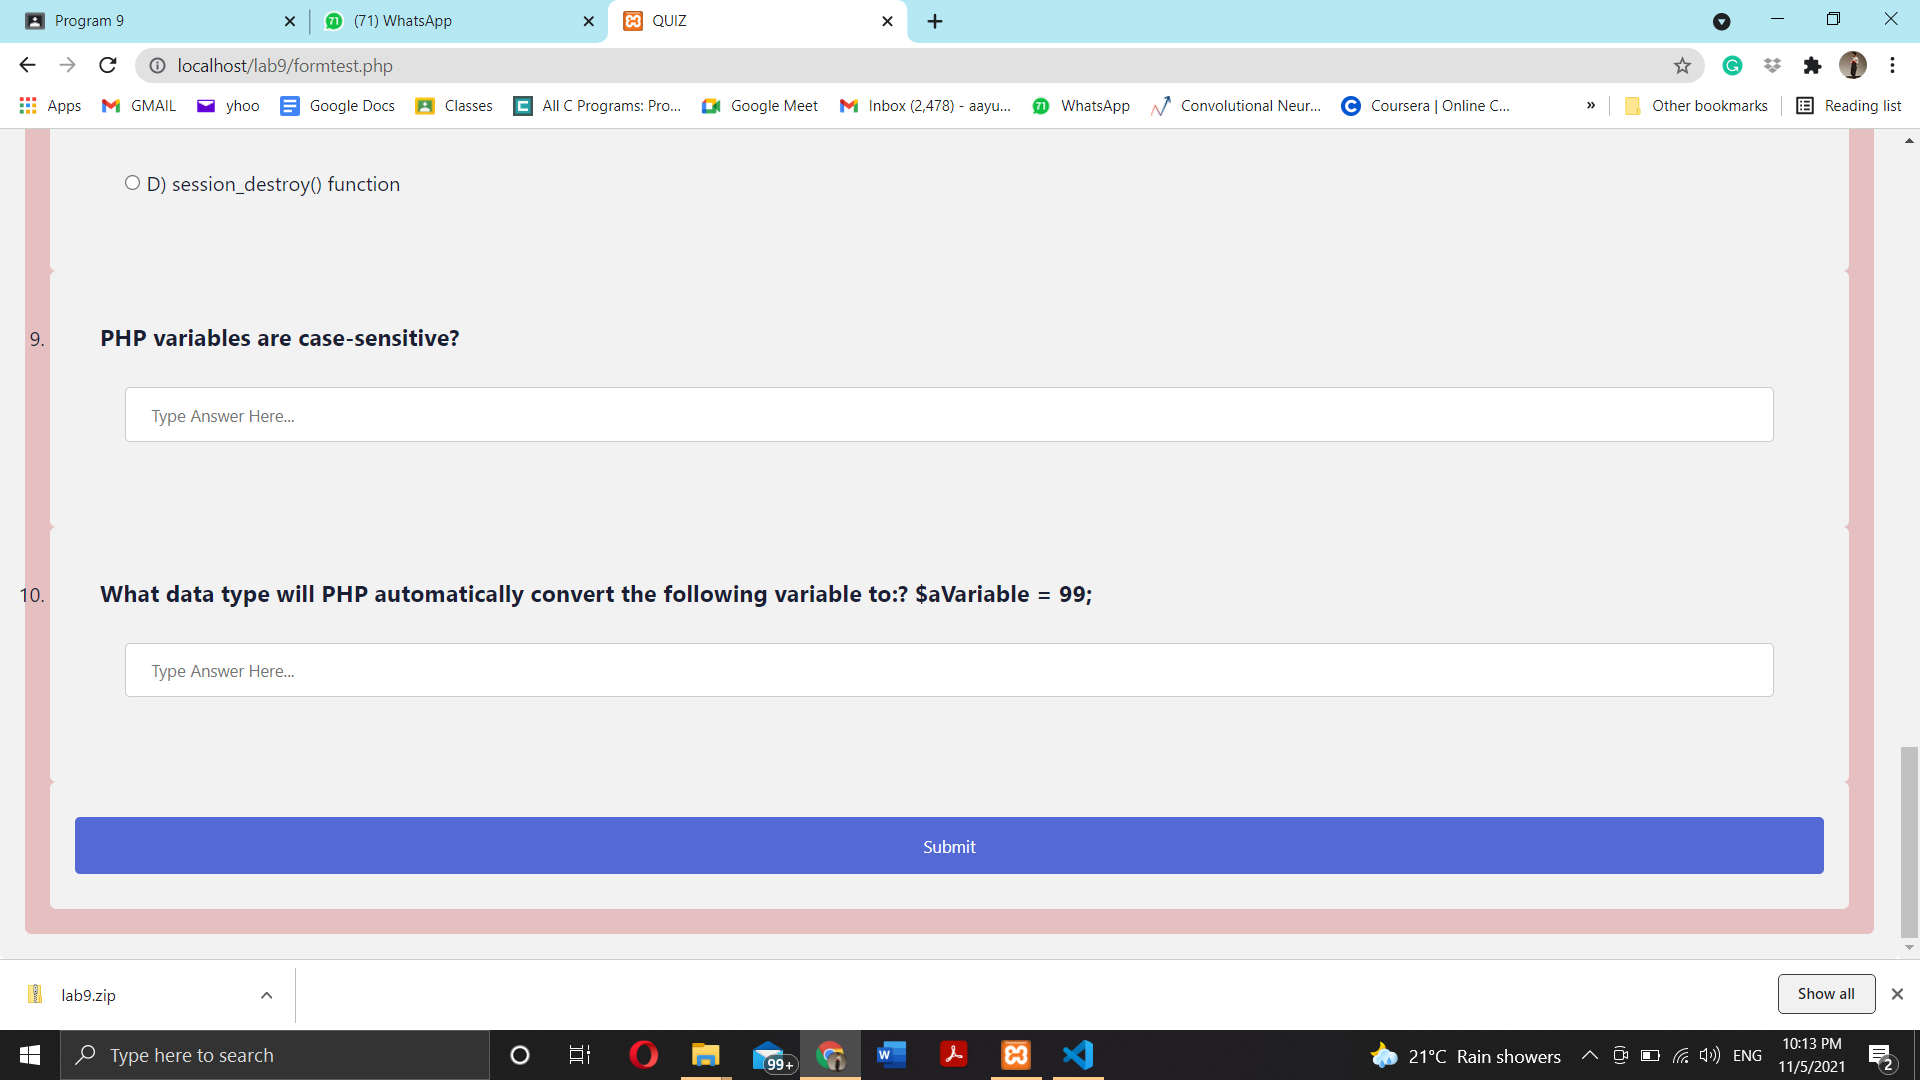 Program 9
(71) WhatsApp
QUIZ
localhost/lab9/formtest.php
Apps
GMAIL
yhoo
Google Docs
Classes
All C Programs: Pro...
Google Meet
Inbox (2,478) - aayu...
71
WhatsApp
Convolutional Neur...
Coursera | Online C...
»
Other bookmarks
Reading list
D) session_destroy() function
9. PHP variables are case-sensitive?
Type Answer Here...
10. What data type will PHP automatically convert the following variable to:? $aVariable = 99;
Type Answer Here...
Submit
lab9.zip
Show all
Type here to search
99+
21°C Rain showers
ENG
10:13 PM
11/5/2021
2